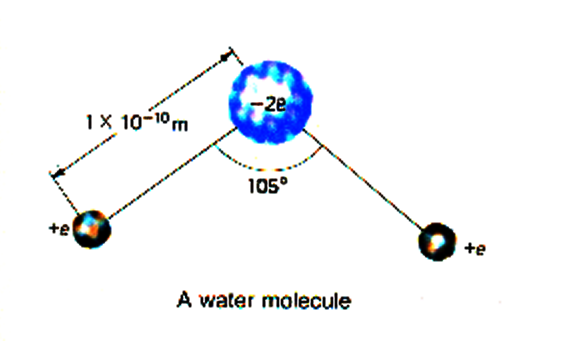 −2e
1 X 10⁻¹⁰m
105°
+e
+e
A water molecule